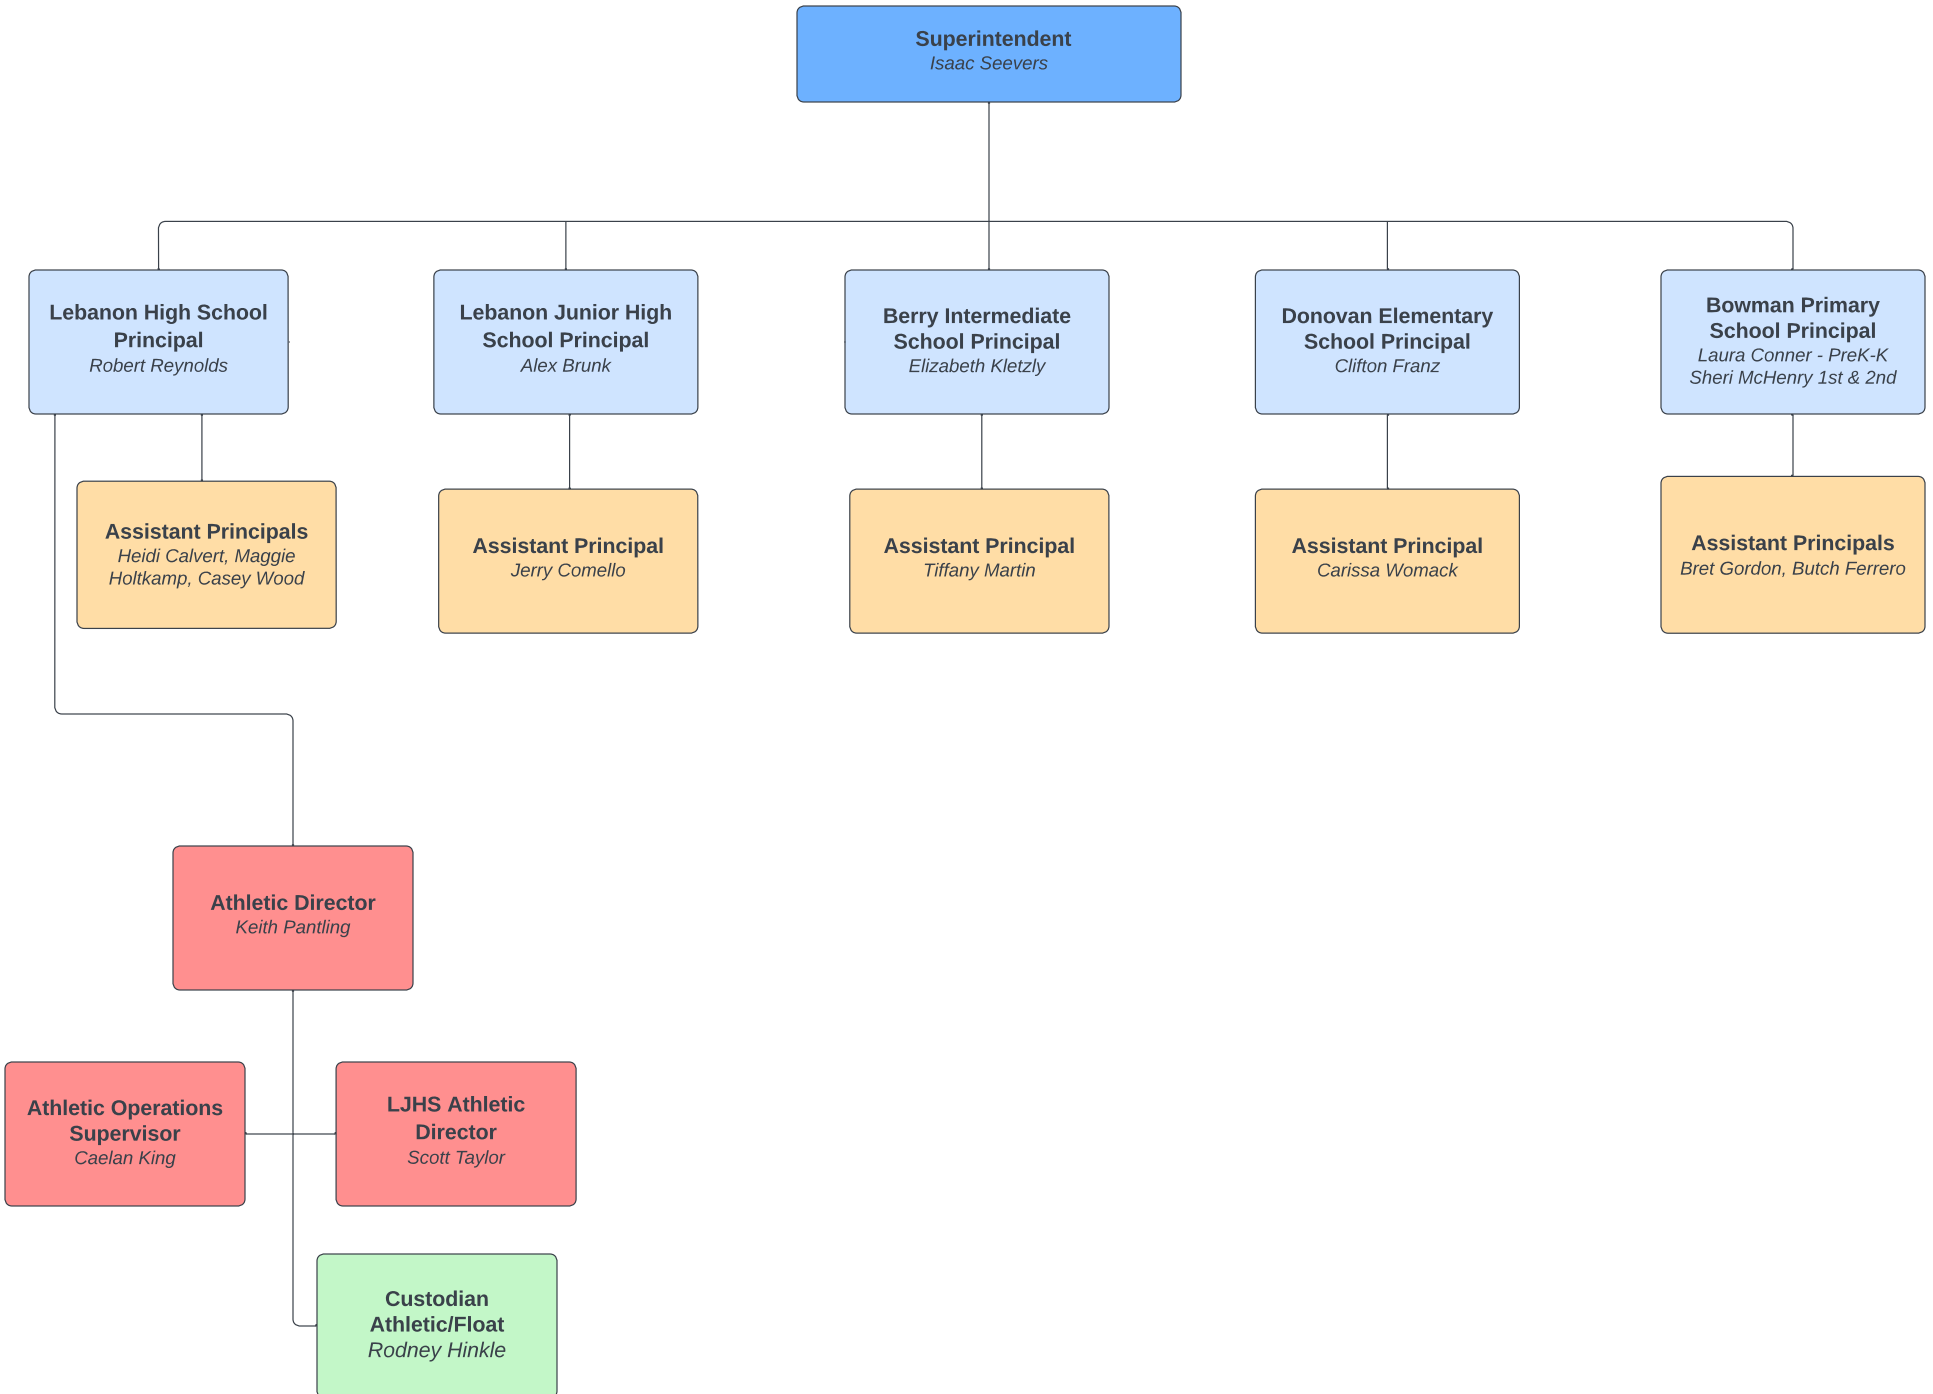 Superintendent
Isaac Seevers
Lebanon High School
Principal
Robert Reynolds
Lebanon Junior High
School Principal
Alex Brunk
Berry Intermediate
School Principal
Elizabeth Kletzly
Donovan Elementary
School Principal
Clifton Franz
Bowman Primary
School Principal
Laura Conner - PreK-K
Sheri McHenry 1st & 2nd
Assistant Principals
Heidi Calvert, Maggie
Holtkamp, Casey Wood
Assistant Principal
Jerry Comello
Assistant Principal
Tiffany Martin
Assistant Principal
Carissa Womack
Assistant Principals
Bret Gordon, Butch Ferrero
Athletic Director
Keith Pantling
Athletic Operations
Supervisor
Caelan King
LJHS Athletic
Director
Scott Taylor
Custodian
Athletic/Float
Rodney Hinkle